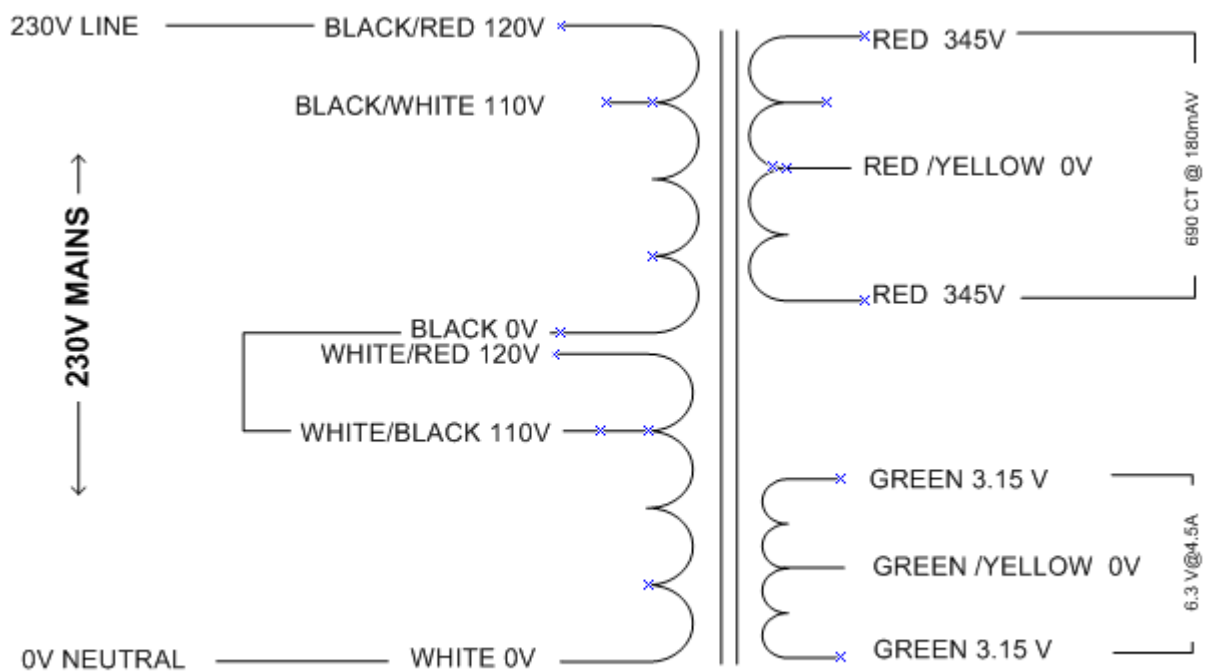 230V LINE
BLACK/RED 120V
BLACK/WHITE 110V
230V MAINS
BLACK 0V
WHITE/RED 120V
WHITE/BLACK 110V
0V NEUTRAL
WHITE 0V
RED 345V
RED /YELLOW 0V
RED 345V
690 CT @ 180mAV
GREEN 3.15 V
GREEN /YELLOW 0V
GREEN 3.15 V
6.3 V@4.5A